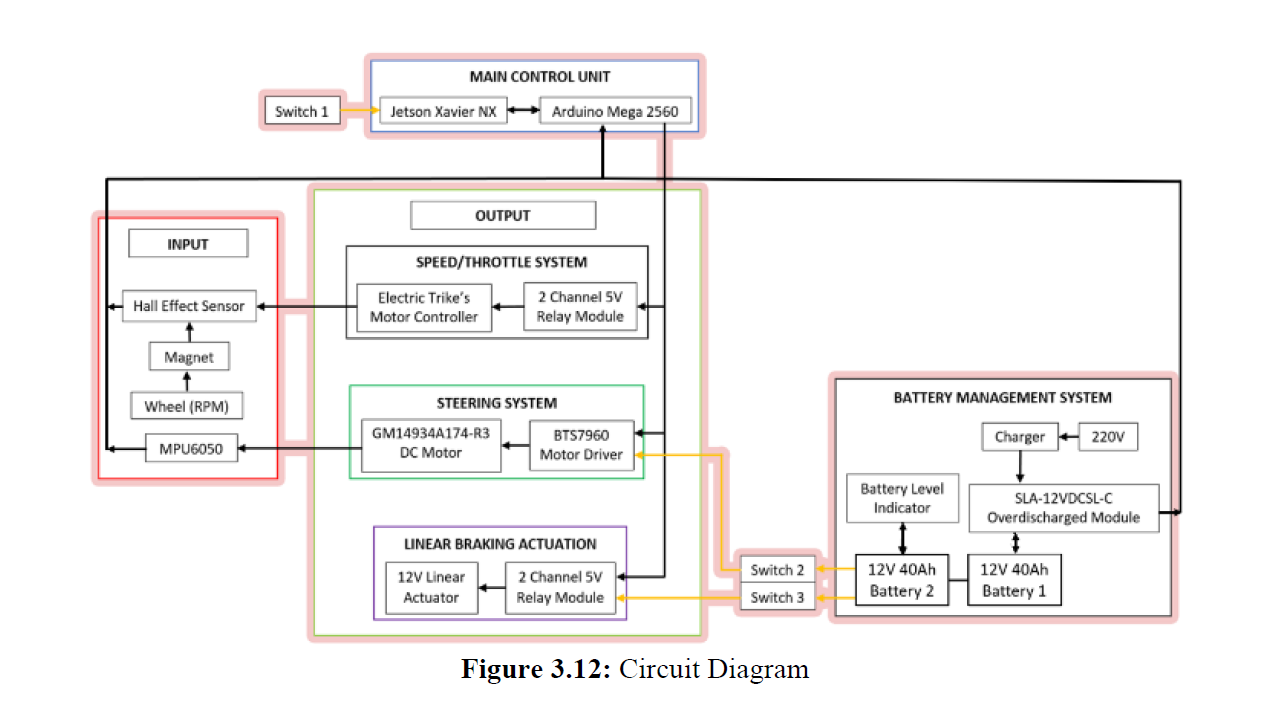 MAIN CONTROL UNIT
Switch 1
Jetson Xavier NX
Arduino Mega 2560
INPUT
Hall Effect Sensor
Magnet
Wheel (RPM)
MPU6050
OUTPUT
SPEED/THROTTLE SYSTEM
Electric Trike's
Motor Controller
2 Channel 5V
Relay Module
STEERING SYSTEM
GM14934A174-R3
DC Motor
BTS7960
Motor Driver
LINEAR BRAKING ACTUATION
12V Linear
Actuator
2 Channel 5V
Relay Module
Switch 2
Switch 3
BATTERY MANAGEMENT SYSTEM
Charger
220V
Battery Level
Indicator
SLA-12VDCSL-C
Overdischarged Module
12V 40Ah
Battery 2
12V 40Ah
Battery 1
Figure 3.12: Circuit Diagram